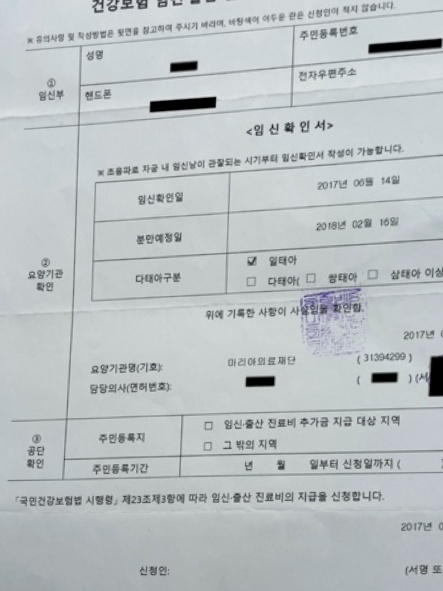 건강보험 임신
※ 유의사항 및 작성방법은 뒷면을 참고하여 주시기 바라며, 바탕색이 어두운 란은 신청인이 적지 않습니다.
① 임신부
성명
주민등록번호
핸드폰
전자우편주소
② 요양기관 확인
<임신확인서>
※ 초음파로 자궁 내 임신낭이 관찰되는 시기부터 임신확인서 작성이 가능합니다.
임신확인일 2017년 06월 14일
분만예정일 2018년 02월 16일
다태아구분 ☑ 일태아
☐ 다태아( ☐ 쌍태아 ☐ 삼태아 이상
위에 기록한 사항이 사실임을 확인함.
2017년
요양기관명(기호): 마리아의료재단 ( 31394299 )
담당의사(면허번호): ( ) (서
③ 공단 확인
주민등록지 ☐ 임신·출산 진료비 추가금 지급 대상 지역
☐ 그 밖의 지역
주민등록기간 년 월 일부터 신청일까지 (
「국민건강보험법 시행령」 제23조제3항에 따라 임신·출산 진료비의 지급을 신청합니다.
2017년
신청인: (서명 또